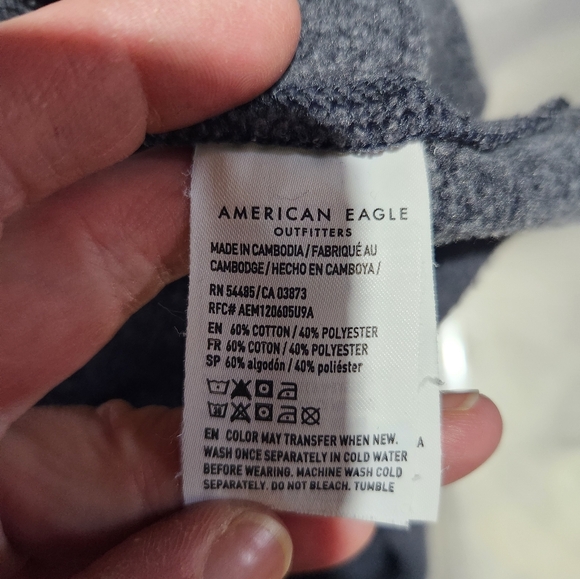 AMERICAN EAGLE
OUTFITTERS
MADE IN CAMBODIA / FABRIQUÉ AU
CAMBODGE / HECHO EN CAMBOYA /
RN 54485 / CA 03873
RFC# AEM120605U9A
EN 60% COTTON / 40% POLYESTER
FR 60% COTON / 40% POLYESTER
SP 60% algodón / 40% poliéster
EN COLOR MAY TRANSFER WHEN NEW. A
WASH ONCE SEPARATELY IN COLD WATER
BEFORE WEARING. MACHINE WASH COLD
SEPARATELY. DO NOT BLEACH. TUMBLE